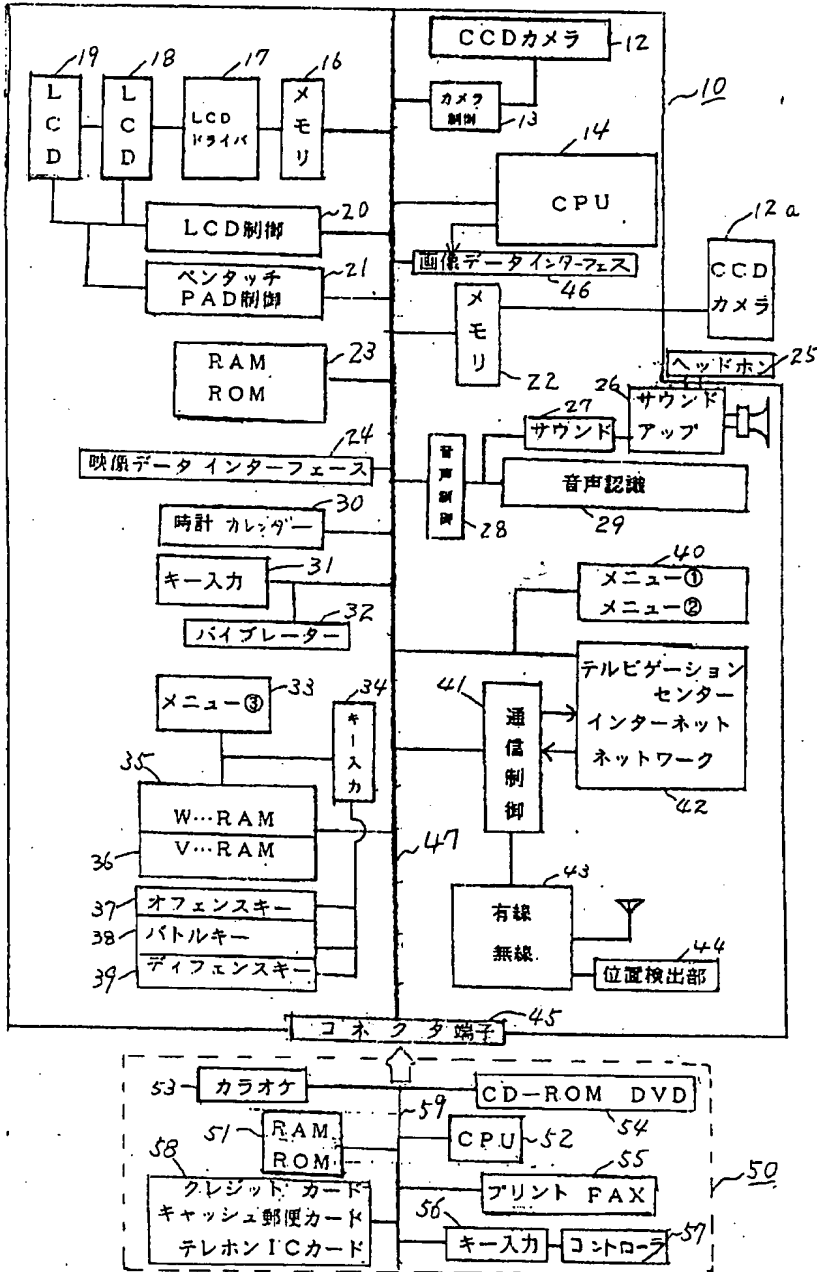 19
18
17
16
LCD
LCD
LCD
ドライバ
メモリ
CCDカメラ
12
カメラ
制御
13
10
14
CPU
12a
CCD
カメラ
20
LCD制御
21
ペンタッチ
PAD制御
画像データインターフェス
46
メモリ
22
23
RAM
ROM
ヘッドホン
25
26
サウンド
アップ
27
サウンド
24
映像データ インターフェース
音声制御
28
音声認識
29
30
時計 カレンダー
31
キー入力
32
バイブレーター
40
メニュー①
メニュー②
33
メニュー③
34
キー入力
41
通信制御
テルビゲーション
センター
インターネット
ネットワーク
42
35
W…RAM
36
V…RAM
47
43
有線
無線
37
オフェンスキー
38
バトルキー
39
ディフェンスキー
44
位置検出部
45
コネクタ端子
53
カラオケ
59
CD-ROM DVD
54
51
RAM
ROM
CPU
52
58
クレジット カード
キャッシュ郵便カード
テレホンICカード
55
プリント FAX
50
56
キー入力
コントローラ
57